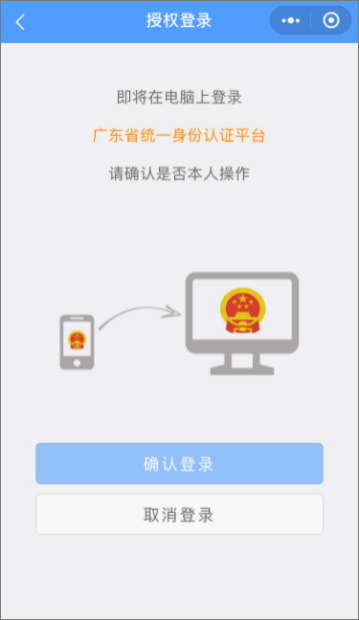 授权登录
即将在电脑上登录
广东省统一身份认证平台
请确认是否本人操作
确认登录
取消登录